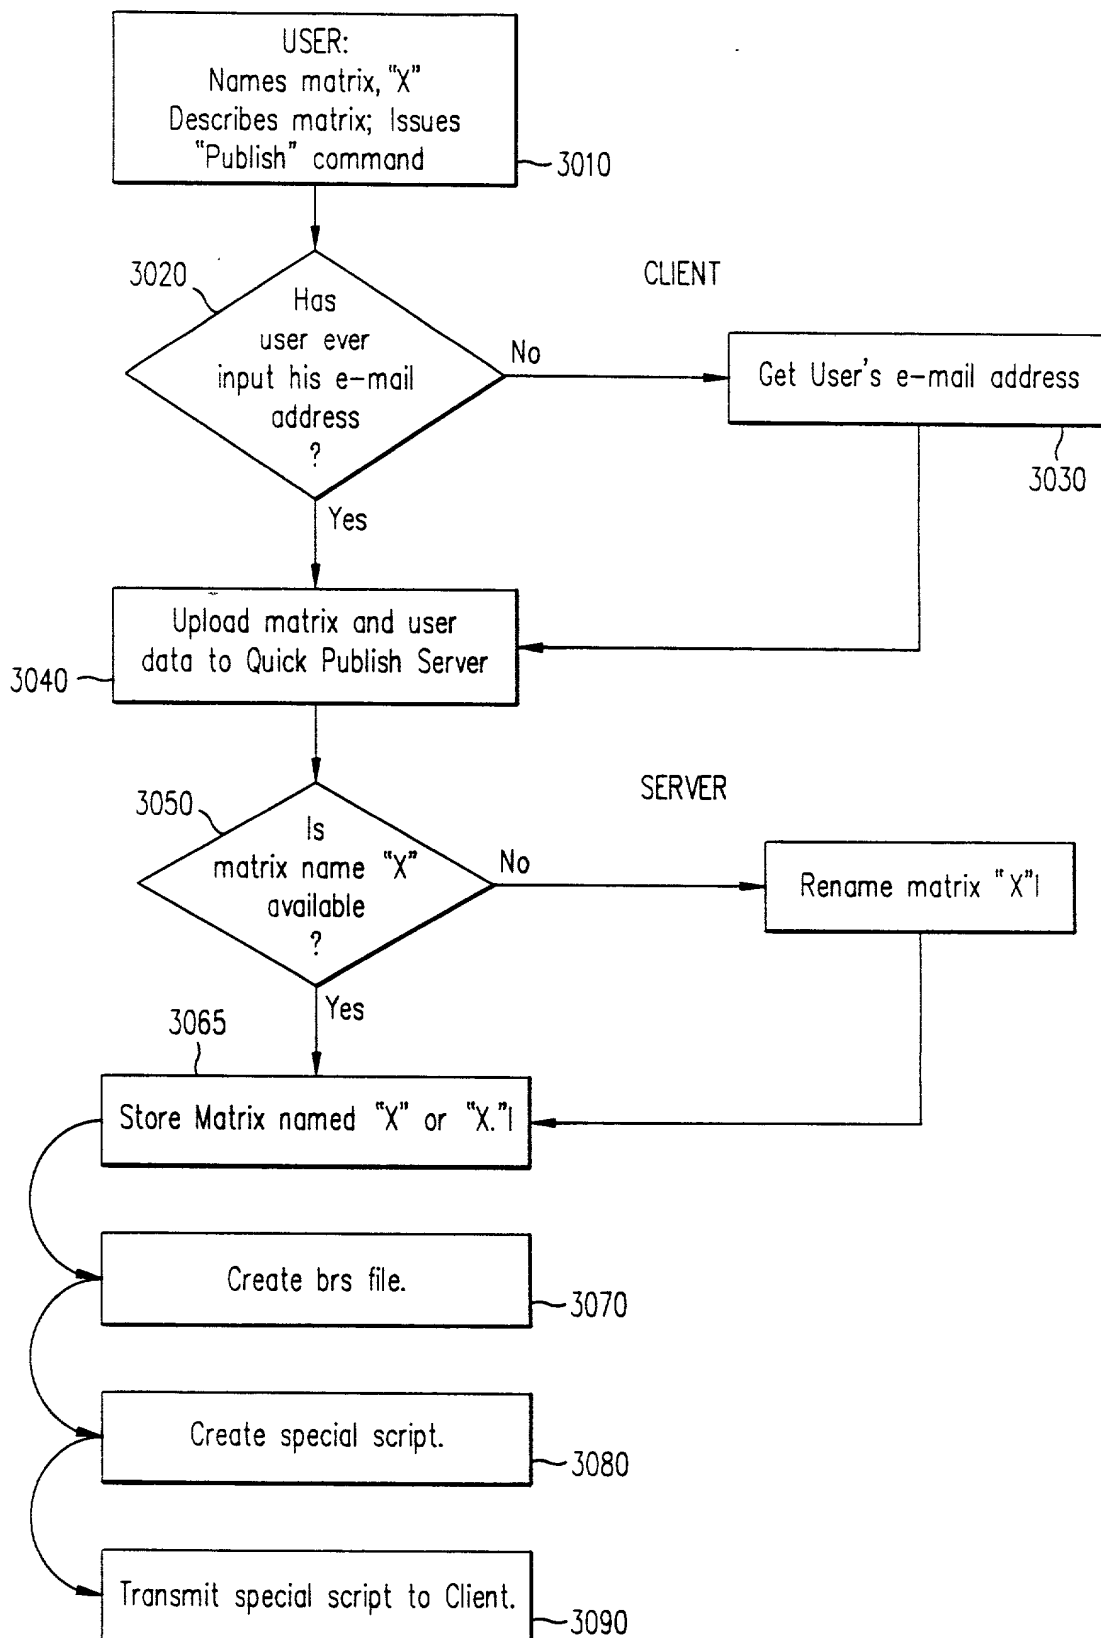 USER:
Names matrix, "X"
Describes matrix; Issues
"Publish" command
3010
3020
CLIENT
Has
user ever
input his e-mail
address
?
No
Get User's e-mail address
3030
Yes
Upload matrix and user
data to Quick Publish Server
3040
SERVER
3050
Is
matrix name "X"
available
?
No
Rename matrix "X"1
Yes
3065
Store Matrix named "X" or "X."1
Create brs file.
3070
Create special script.
3080
Transmit special script to Client.
3090